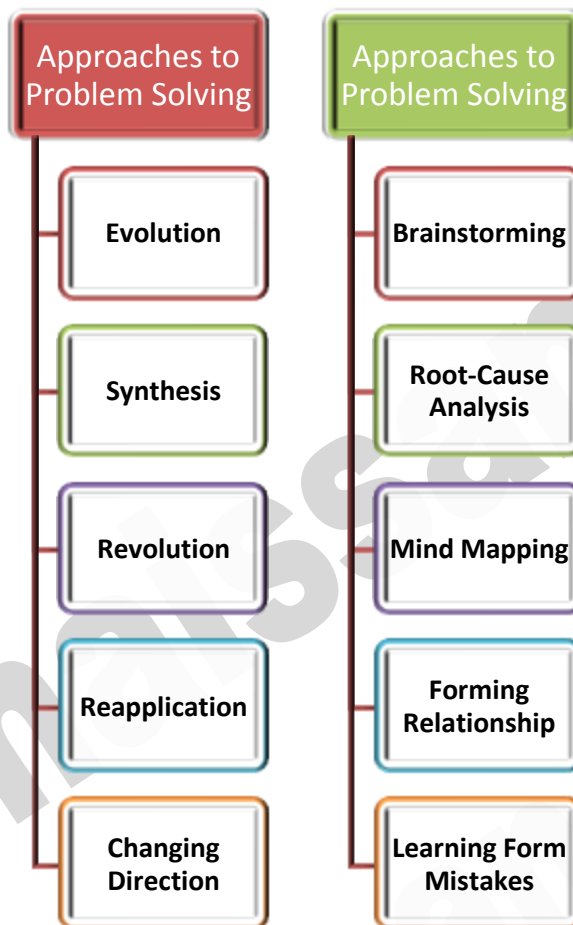 Approaches to
Problem Solving
Evolution
Synthesis
Revolution
Reapplication
Changing
Direction
Approaches to
Problem Solving
Brainstorming
Root-Cause
Analysis
Mind Mapping
Forming
Relationship
Learning Form
Mistakes